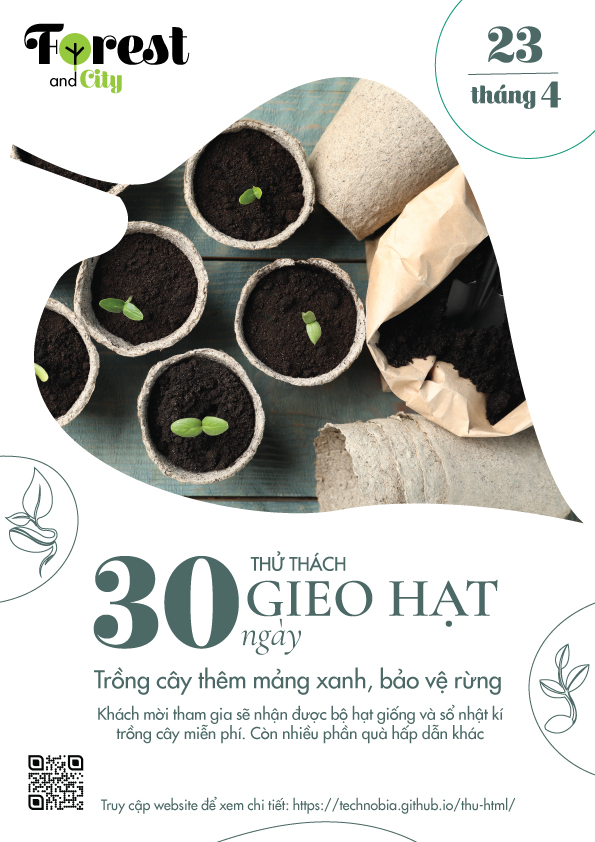 Forest
and City
23
tháng 4
THỬ THÁCH
30 GIEO HẠT
ngày
Trồng cây thêm mảng xanh, bảo vệ rừng
Khách mời tham gia sẽ nhận được bộ hạt giống và sổ nhật kí
trồng cây miễn phí. Còn nhiều phần quà hấp dẫn khác
Truy cập website để xem chi tiết: https://technobia.github.io/thu-html/